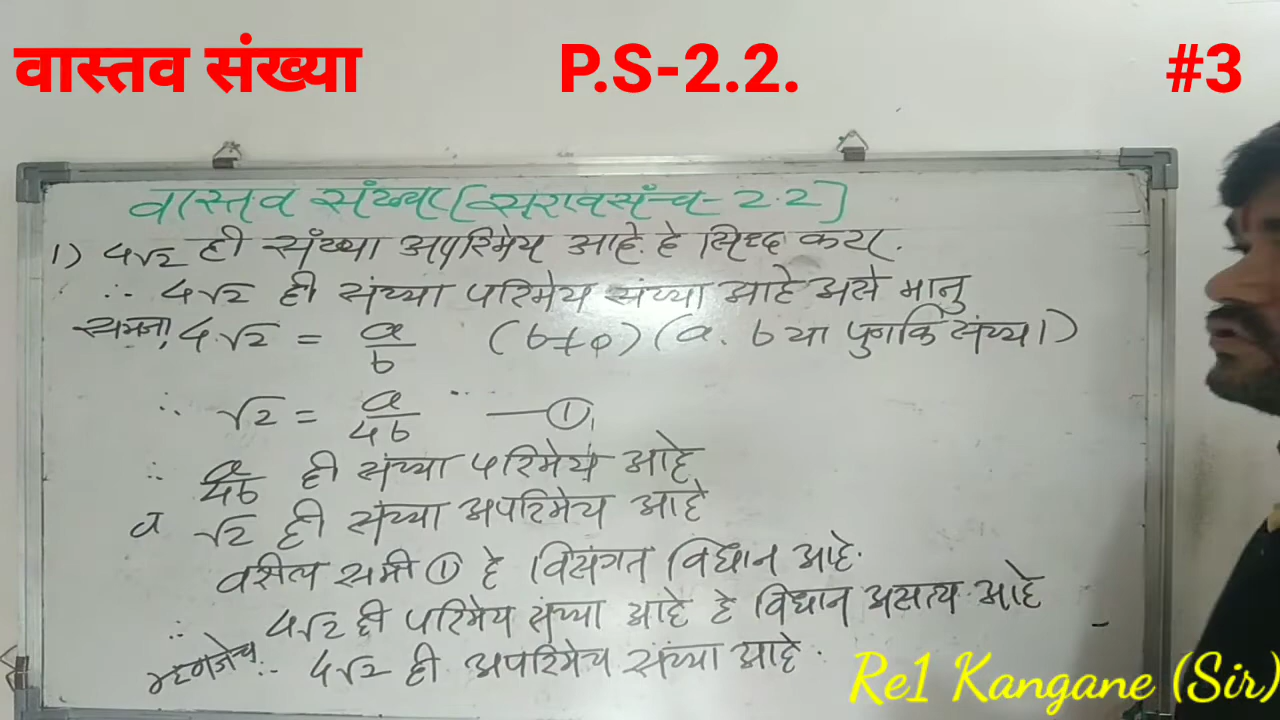 वास्तव संख्या P.S-2.2. #3
वास्तव संख्या [सरावसंच- 2.2]
1) 4√2 ही संख्या अपरिमेय आहे. हे सिध्द करा.
∴ 4√2 ही संख्या परिमेय संख्या आहे असे मानु
समजा, 4√2 = a/b (b≠0) (a. b या पुर्णांक संख्या)
∴ √2 = a/4b —①
∴ a/4b ही संख्या परिमेय आहे
व √2 ही संख्या अपरिमेय आहे
वरील समी ① हे विसंगत विधान आहे.
∴ 4√2 ही परिमेय संख्या आहे हे विधान असत्य आहे
म्हणजेच ∴ 4√2 ही अपरिमेय संख्या आहे.
Re1 Kangane (Sir)